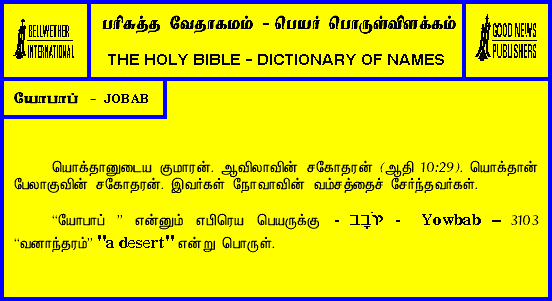 BELLWETHER
INTERNATIONAL
பரிசுத்த வேதாகமம் - பெயர் பொருள்விளக்கம்
THE HOLY BIBLE - DICTIONARY OF NAMES
GOOD NEWS
PUBLISHERS
யோபாப் - JOBAB
யொக்தானுடைய குமாரன். ஆவிலாவின் சகோதரன் (ஆதி 10:29). யொக்தான்
பேலாகுவின் சகோதரன். இவர்கள் நோவாவின் வம்சத்தைச் சேர்ந்தவர்கள்.
“யோபாப் ” என்னும் எபிரெய பெயருக்கு - יֹבָב - Yowbab – 3103
“வனாந்தரம்” "a desert" என்று பொருள்.